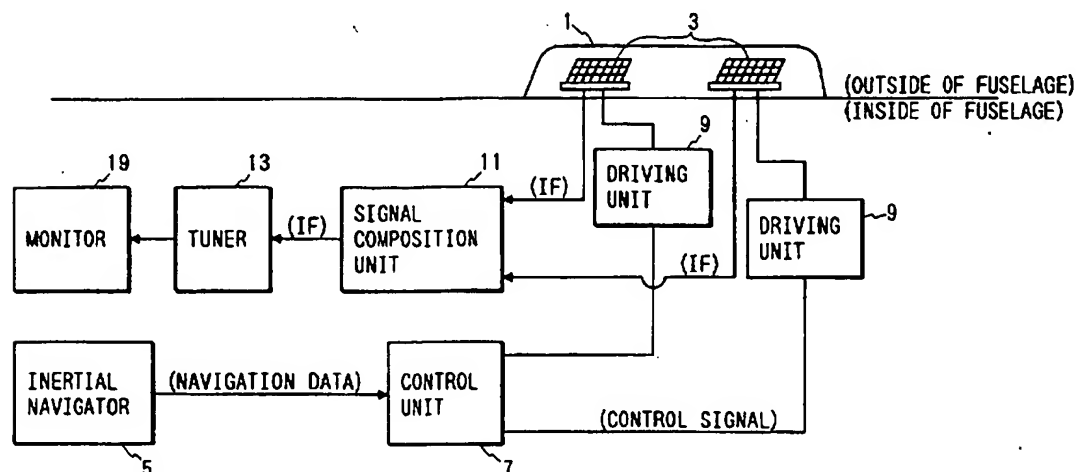 1
3
(OUTSIDE OF FUSELAGE)
(INSIDE OF FUSELAGE)
19
13
11
9
9
MONITOR
TUNER
(IF)
SIGNAL
COMPOSITION
UNIT
(IF)
DRIVING
UNIT
(IF)
DRIVING
UNIT
INERTIAL
NAVIGATOR
(NAVIGATION DATA)
CONTROL
UNIT
(CONTROL SIGNAL)
5
7